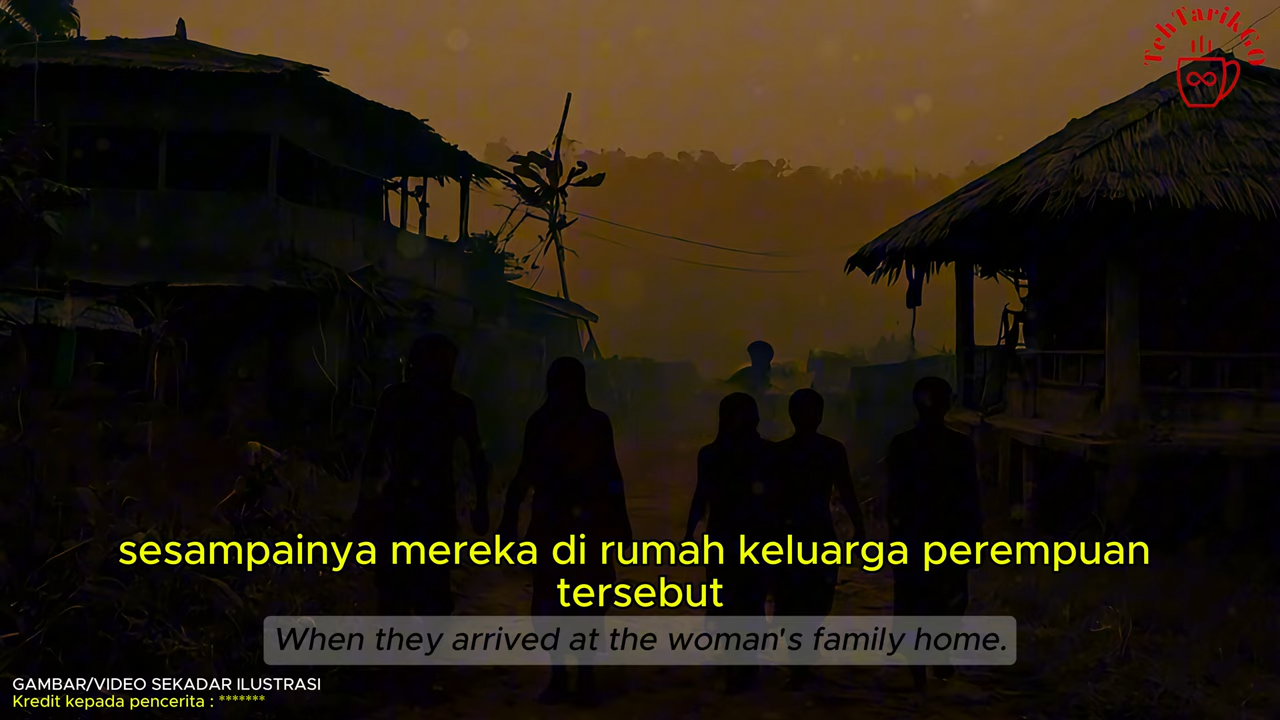 TehTarikGO
sesampainya mereka di rumah keluarga perempuan
tersebut
When they arrived at the woman's family home.
GAMBAR/VIDEO SEKADAR ILUSTRASI
Kredit kepada pencerita : *******